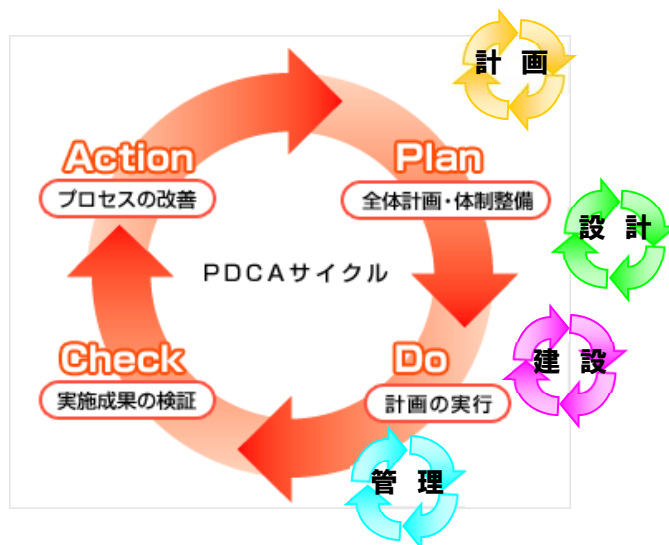 計 画
Action
プロセスの改善
Plan
全体計画・体制整備
設 計
PDCAサイクル
Check
実施成果の検証
Do
計画の実行
建 設
管 理